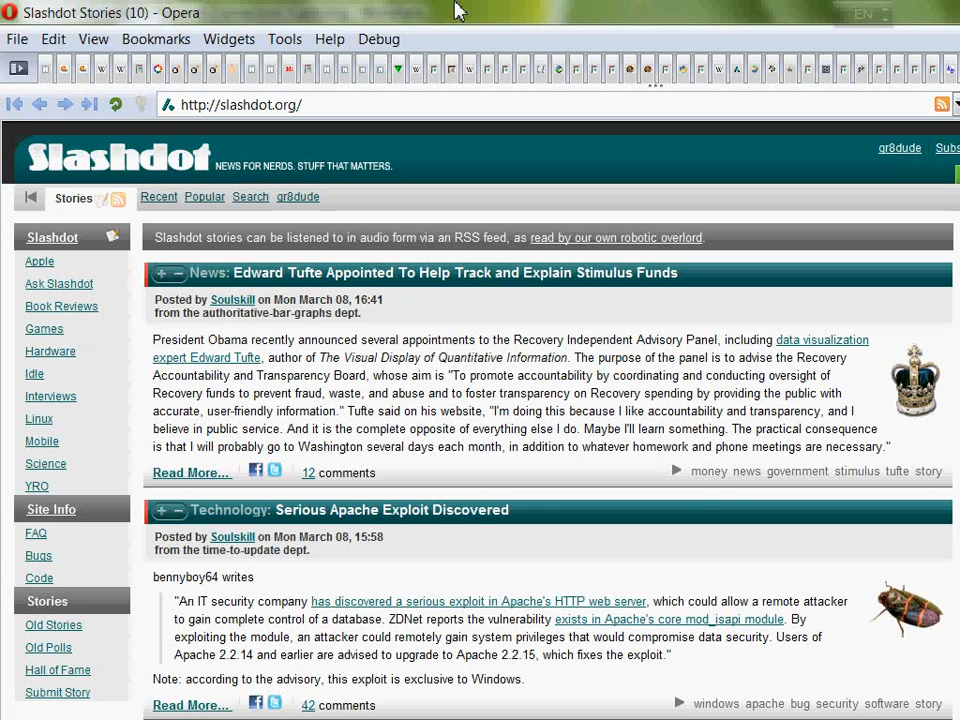 Slashdot Stories (10) - Opera
EN
File Edit View Bookmarks Widgets Tools Help Debug
http://slashdot.org/
Slashdot NEWS FOR NERDS. STUFF THAT MATTERS.
qr8dude Subs
Stories Recent Popular Search qr8dude
Slashdot
Apple
Ask Slashdot
Book Reviews
Games
Hardware
Idle
Interviews
Linux
Mobile
Science
YRO
Site Info
FAQ
Bugs
Code
Stories
Old Stories
Old Polls
Hall of Fame
Submit Story
Slashdot stories can be listened to in audio form via an RSS feed, as read by our own robotic overlord.
News: Edward Tufte Appointed To Help Track and Explain Stimulus Funds
Posted by Soulskill on Mon March 08, 16:41
from the authoritative-bar-graphs dept.
President Obama recently announced several appointments to the Recovery Independent Advisory Panel, including data visualization
expert Edward Tufte, author of The Visual Display of Quantitative Information. The purpose of the panel is to advise the Recovery
Accountability and Transparency Board, whose aim is "To promote accountability by coordinating and conducting oversight of
Recovery funds to prevent fraud, waste, and abuse and to foster transparency on Recovery spending by providing the public with
accurate, user-friendly information." Tufte said on his website, "I'm doing this because I like accountability and transparency, and I
believe in public service. And it is the complete opposite of everything else I do. Maybe I'll learn something. The practical consequence
is that I will probably go to Washington several days each month, in addition to whatever homework and phone meetings are necessary."
Read More... 12 comments money news government stimulus tufte story
Technology: Serious Apache Exploit Discovered
Posted by Soulskill on Mon March 08, 15:58
from the time-to-update dept.
bennyboy64 writes
"An IT security company has discovered a serious exploit in Apache's HTTP web server, which could allow a remote attacker
to gain complete control of a database. ZDNet reports the vulnerability exists in Apache's core mod_isapi module. By
exploiting the module, an attacker could remotely gain system privileges that would compromise data security. Users of
Apache 2.2.14 and earlier are advised to upgrade to Apache 2.2.15, which fixes the exploit."
Note: according to the advisory, this exploit is exclusive to Windows.
Read More... 42 comments windows apache bug security software story